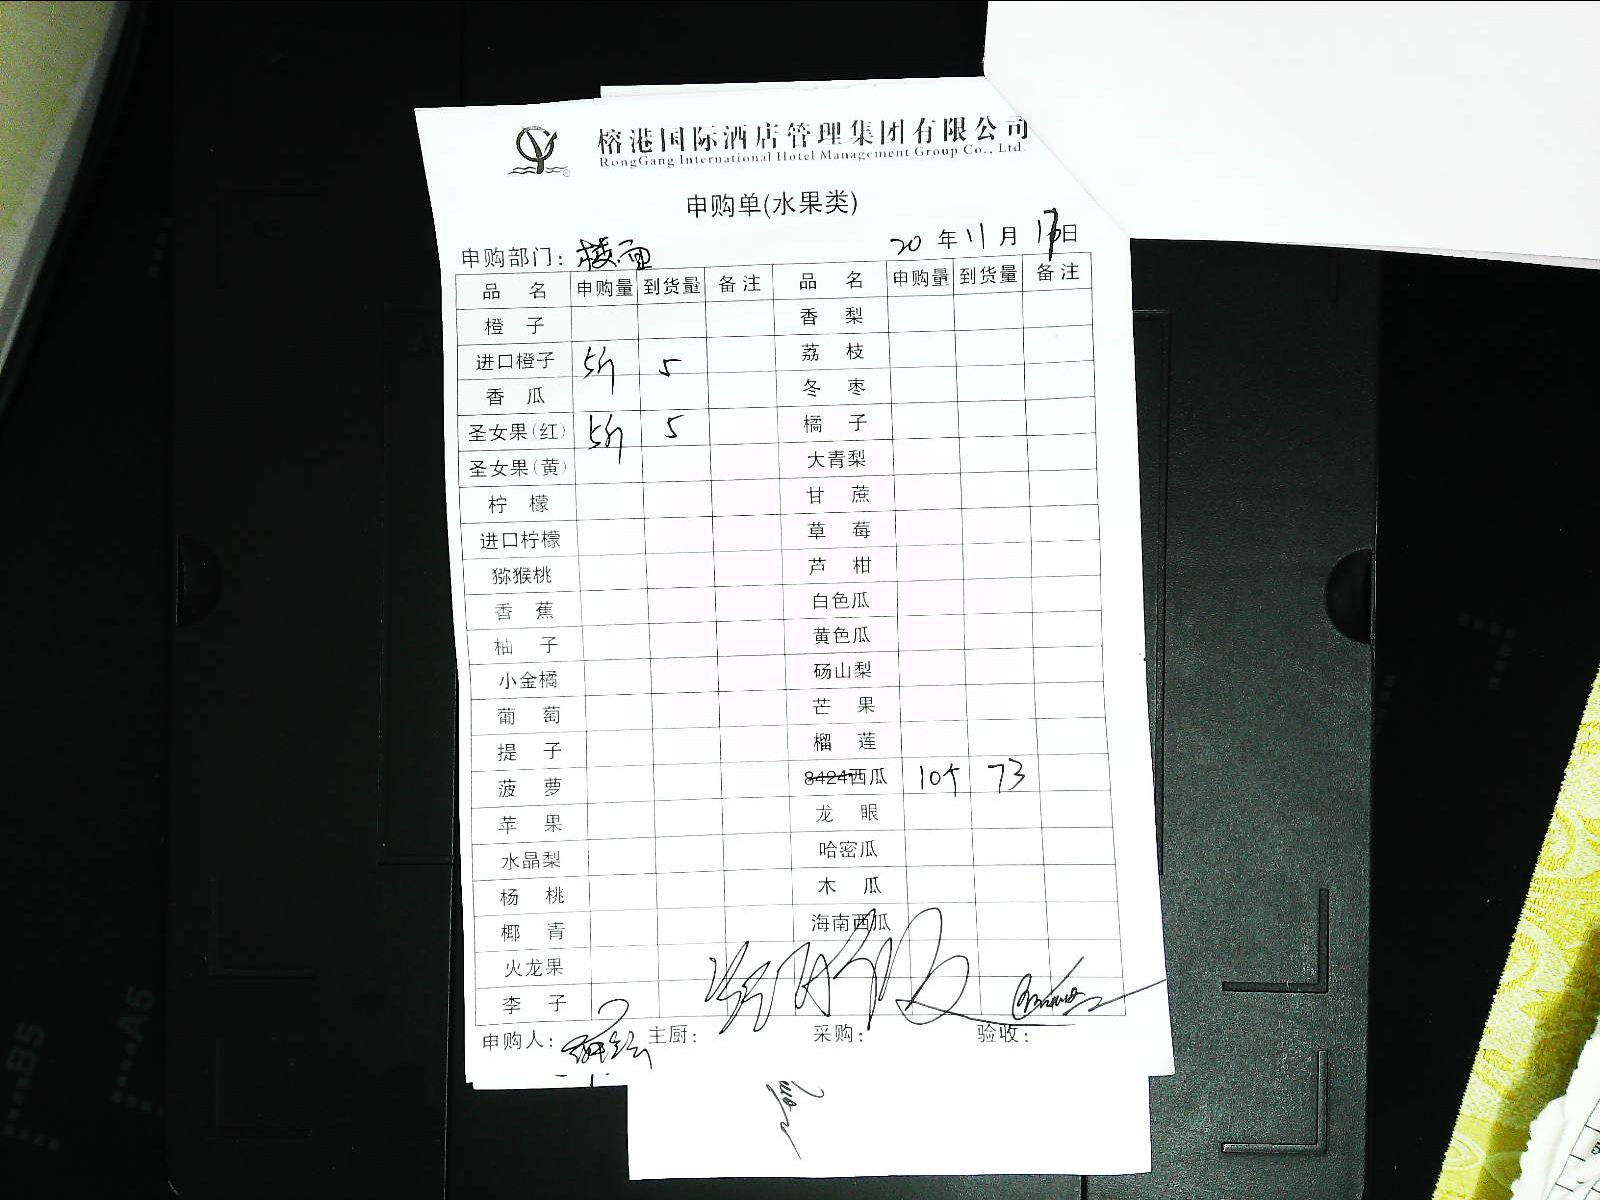 榕港国际酒店管理集团有限公司
RongGang International Hotel Management Group Co., Ltd.
申购单(水果类)
申购部门: 楼面 20 年 11 月 17 日
品 名 申购量 到货量 备注 品 名 申购量 到货量 备注
橙 子 香 梨
进口橙子 5斤 5 荔 枝
香 瓜 冬 枣
圣女果(红) 5斤 5 橘 子
圣女果(黄) 大青梨
柠 檬 甘 蔗
进口柠檬 草 莓
猕猴桃 芦 柑
香 蕉 白色瓜
柚 子 黄色瓜
小金橘 砀山梨
葡 萄 芒 果
提 子 榴 莲
菠 萝 8424西瓜 10个 73
苹 果 龙 眼
水晶梨 哈密瓜
杨 桃 木 瓜
椰 青 海南西瓜
火龙果
李 子
申购人: 主厨: 采购: 验收:
B5
A5